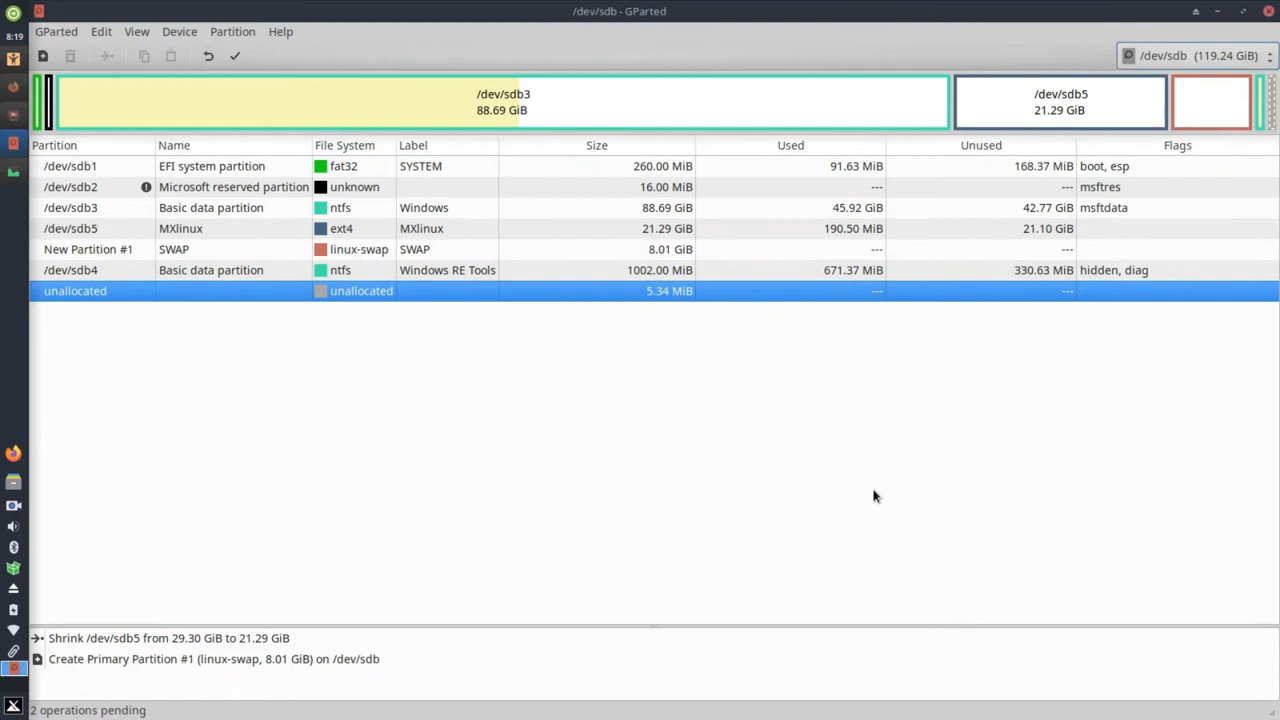 /dev/sdb - GParted
8:19
GParted Edit View Device Partition Help
/dev/sdb (119.24 GiB)
/dev/sdb3
88.69 GiB
/dev/sdb5
21.29 GiB
Partition Name File System Label Size Used Unused Flags
/dev/sdb1 EFI system partition fat32 SYSTEM 260.00 MiB 91.63 MiB 168.37 MiB boot, esp
/dev/sdb2 Microsoft reserved partition unknown 16.00 MiB --- --- msftres
/dev/sdb3 Basic data partition ntfs Windows 88.69 GiB 45.92 GiB 42.77 GiB msftdata
/dev/sdb5 MXlinux ext4 MXlinux 21.29 GiB 190.50 MiB 21.10 GiB
New Partition #1 SWAP linux-swap SWAP 8.01 GiB --- ---
/dev/sdb4 Basic data partition ntfs Windows RE Tools 1002.00 MiB 671.37 MiB 330.63 MiB hidden, diag
unallocated unallocated 5.34 MiB --- ---
Shrink /dev/sdb5 from 29.30 GiB to 21.29 GiB
Create Primary Partition #1 (linux-swap, 8.01 GiB) on /dev/sdb
2 operations pending